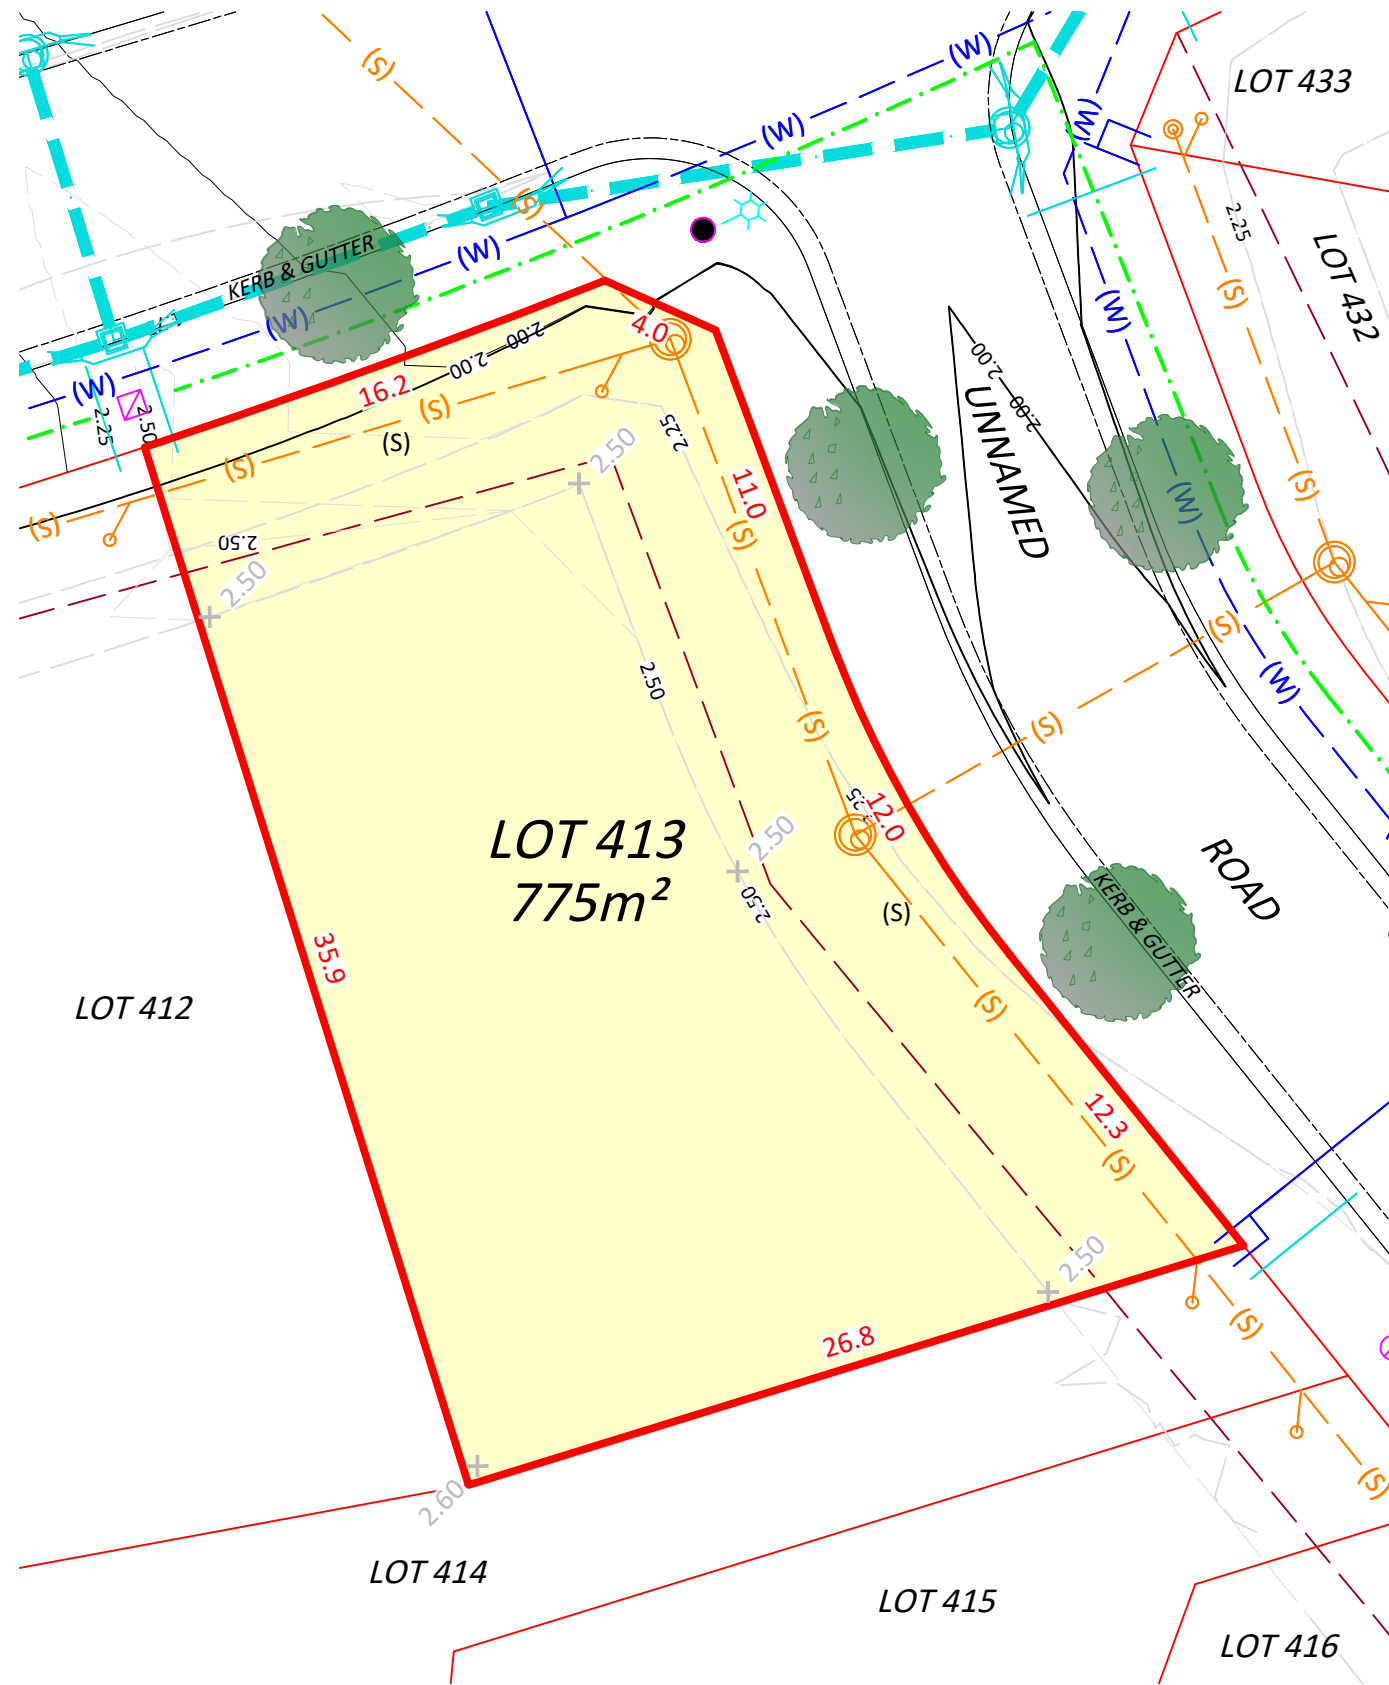 (S)
(W)
(W)
LOT 433
(W)
(S)
2.25
(W)
KERB & GUTTER
LOT 432
(S)
(W)
(W)
4.0
2.00
2.00
2.00
2.00
UNNAMED
(W)
2.25
2.50
16.2
(S)
(S)
2.25
2.50
(S)
11.0
(S)
(W)
(S)
(S)
2.50
2.50
(S)
2.50
(W)
(S)
(S)
12.0
LOT 413
775m²
2.50
2.50
(S)
ROAD
KERB & GUTTER
35.9
LOT 412
(S)
12.3
(S)
2.50
(S)
26.8
2.60
(S)
LOT 414
LOT 415
LOT 416